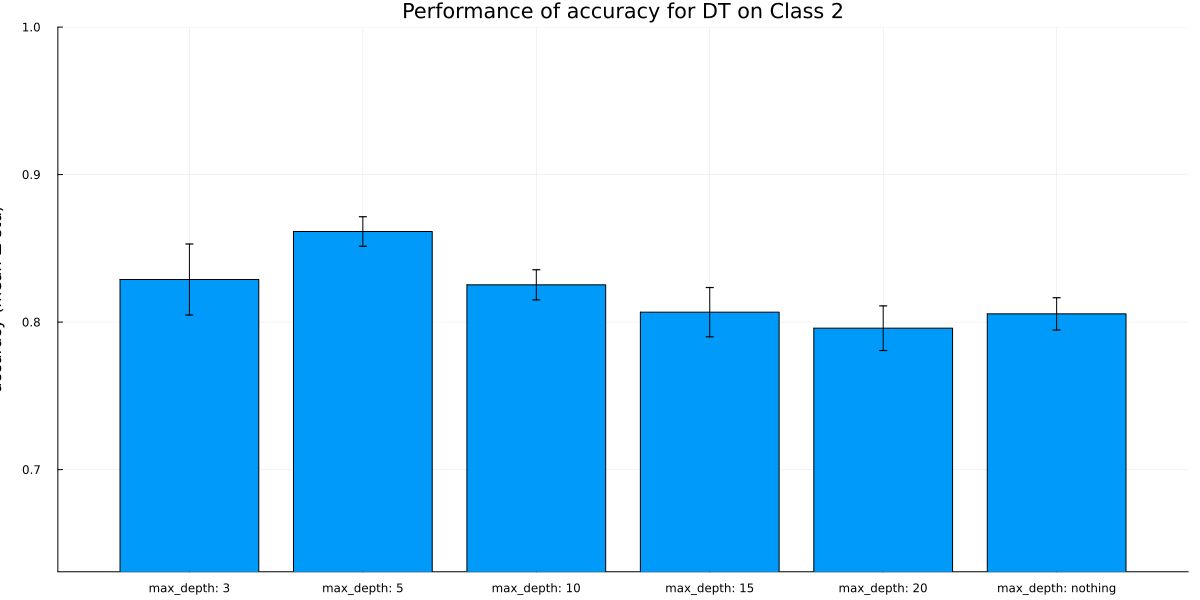 Performance of accuracy for DT on Class 2
1.0
0.9
0.8
0.7
max_depth: 3
max_depth: 5
max_depth: 10
max_depth: 15
max_depth: 20
max_depth: nothing